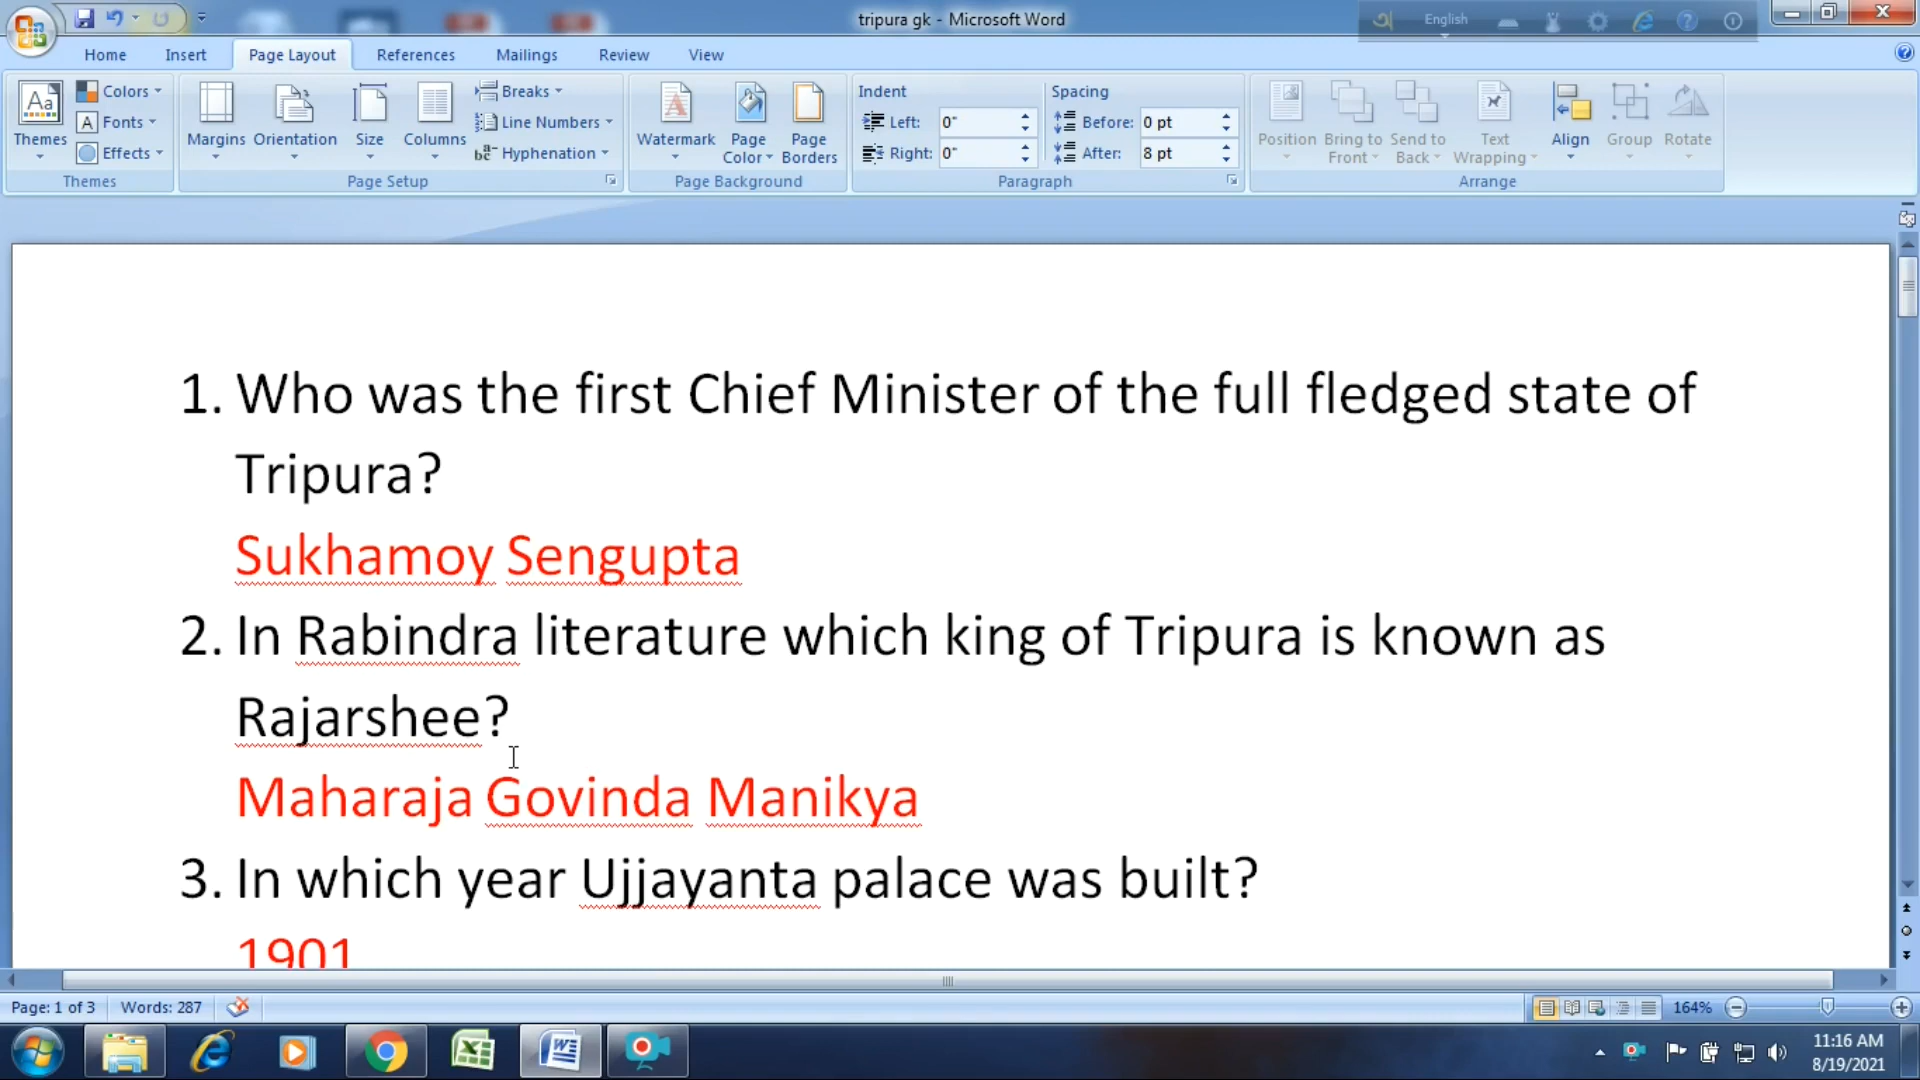 tripura gk - Microsoft Word
English
Home Insert Page Layout References Mailings Review View
Aa
Themes
Colors
Fonts
Effects
Themes
Margins
Orientation
Size
Columns
Breaks
Line Numbers
Hyphenation
Page Setup
Watermark
Page
Color
Page
Borders
Page Background
Indent
Left: 0"
Right: 0"
Spacing
Before: 0 pt
After: 8 pt
Paragraph
Position
Bring to
Front
Send to
Back
Text
Wrapping
Align
Group
Rotate
Arrange
1. Who was the first Chief Minister of the full fledged state of
Tripura?
Sukhamoy Sengupta
2. In Rabindra literature which king of Tripura is known as
Rajarshee?
Maharaja Govinda Manikya
3. In which year Ujjayanta palace was built?
1901
Page: 1 of 3 Words: 287 164%
11:16 AM
8/19/2021